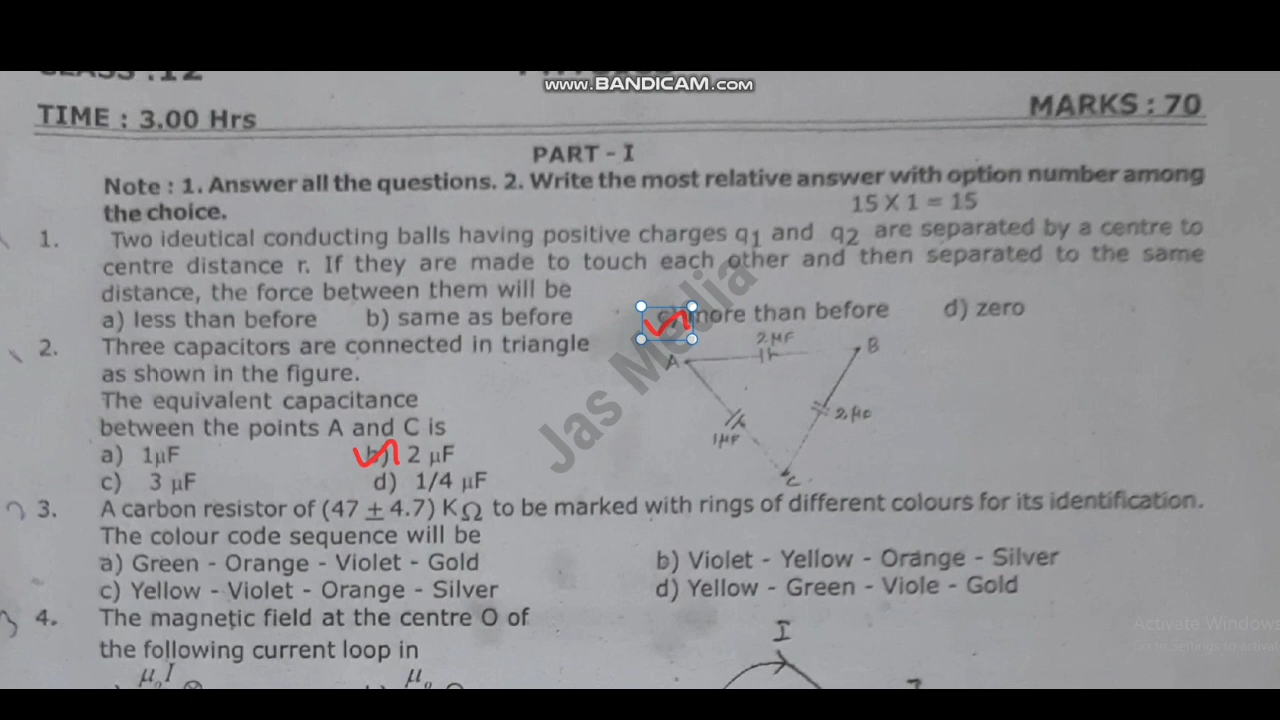 www.BANDICAM.com
CLASS : 12
TIME : 3.00 Hrs
MARKS : 70
PART - I
Note : 1. Answer all the questions. 2. Write the most relative answer with option number among
the choice.
15 X 1 = 15
1. Two ideutical conducting balls having positive charges q1 and q2 are separated by a centre to
centre distance r. If they are made to touch each other and then separated to the same
distance, the force between them will be
a) less than before b) same as before c) more than before d) zero
2. Three capacitors are connected in triangle
as shown in the figure.
The equivalent capacitance
between the points A and C is
a) 1μF b) 2 μF
c) 3 μF d) 1/4 μF
A 2μF B
1μF
C
Jas Media
3. A carbon resistor of (47 ± 4.7) KΩ to be marked with rings of different colours for its identification.
The colour code sequence will be
a) Green - Orange - Violet - Gold b) Violet - Yellow - Orange - Silver
c) Yellow - Violet - Orange - Silver d) Yellow - Green - Viole - Gold
4. The magnetic field at the centre O of
the following current loop in
I
μ₀I
μ₀
Activate Windows